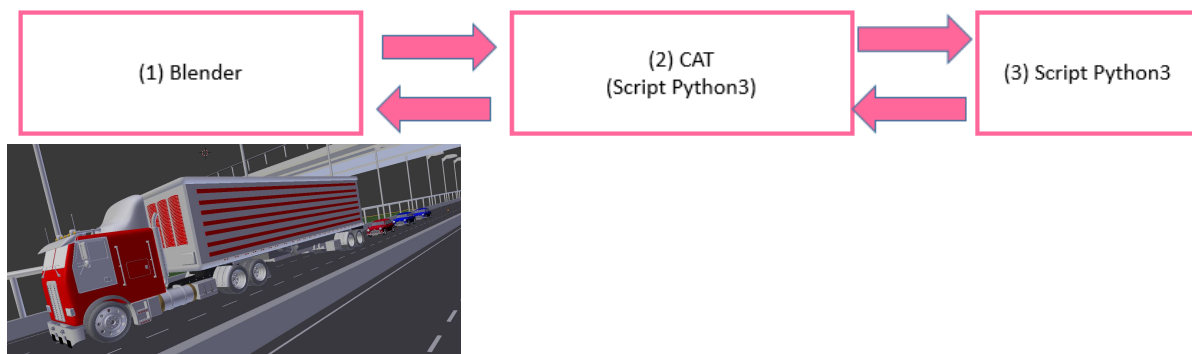 (1) Blender
(2) CAT
(Script Python3)
(3) Script Python3